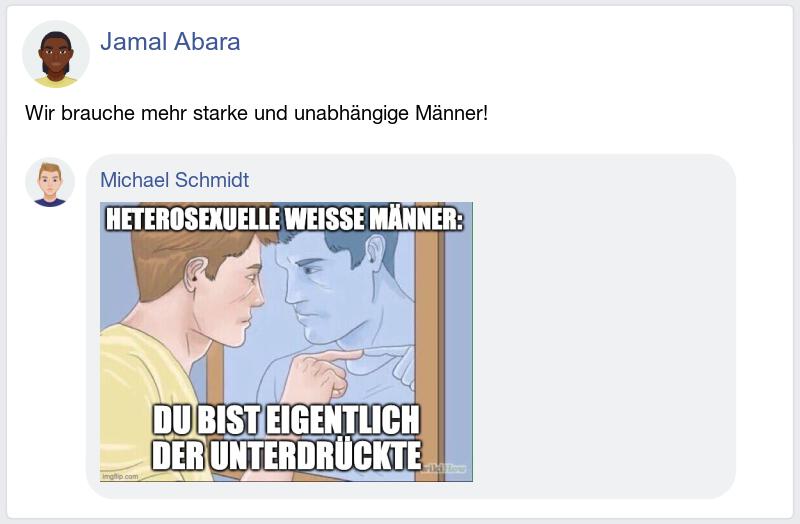 Jamal Abara
Wir brauche mehr starke und unabhängige Männer!
Michael Schmidt
HETEROSEXUELLE WEISSE MÄNNER:
DU BIST EIGENTLICH
DER UNTERDRÜCKTE
wikiHow
imgflip.com